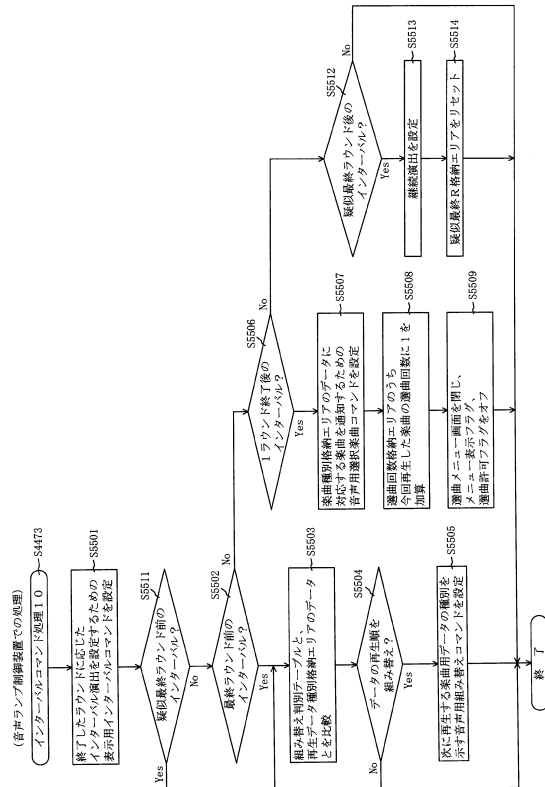 (音声ランプ制御装置での処理)
インターバルコマンド処理10
S4473
終了したラウンドに応じた
インターバル演出を設定するための
表示用インターバルコマンドを設定
S5501
疑似最終ラウンド前の
インターバル?
S5511
Yes
No
最終ラウンド前の
インターバル?
S5502
No
Yes
組み替え判別テーブルと、
再生データ種別格納エリアのデータ
とを比較
S5503
データの再生順を
組み替え?
S5504
No
Yes
次に再生する楽曲用データの種別を
示す音声用組み替えコマンドを設定
S5505
1ラウンド終了後の
インターバル?
S5506
No
Yes
楽曲種別格納エリアのデータに
対応する楽曲を通知するための
音声用選択楽曲コマンドを設定
S5507
選曲回数格納エリアのうち
今回再生した楽曲の選曲回数に1を
加算
S5508
選曲メニュー画面を閉じ、
メニュー表示フラグ、
選曲許可フラグをオフ
S5509
疑似最終ラウンド後の
インターバル?
S5512
No
Yes
継続演出を設定
S5513
疑似最終R格納エリアをリセット
S5514
終了